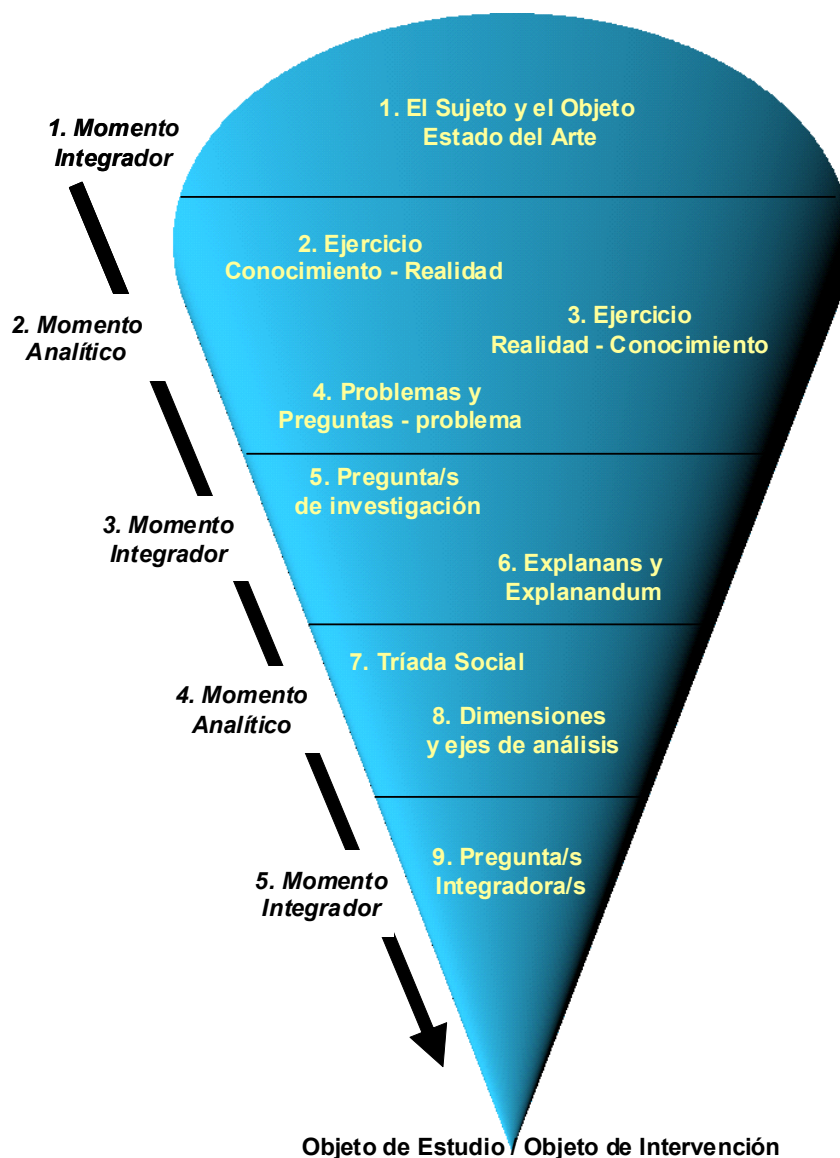 1. El Sujeto y el Objeto
Estado del Arte
1. Momento
Integrador
2. Ejercicio
Conocimiento - Realidad
3. Ejercicio
Realidad - Conocimiento
2. Momento
Analítico
4. Problemas y
Preguntas - problema
5. Pregunta/s
de investigación
3. Momento
Integrador
6. Explanans y
Explanandum
7. Tríada Social
4. Momento
Analítico
8. Dimensiones
y ejes de análisis
9. Pregunta/s
Integradora/s
5. Momento
Integrador
Objeto de Estudio / Objeto de Intervención